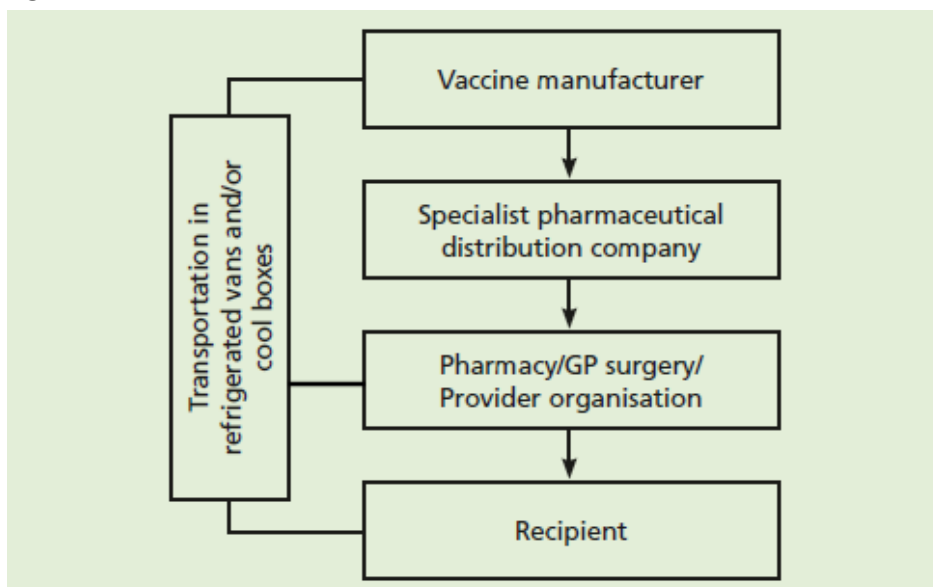 Vaccine manufacturer
Specialist pharmaceutical
distribution company
Pharmacy/GP surgery/
Provider organisation
Recipient
Transportation in
refrigerated vans and/or
cool boxes